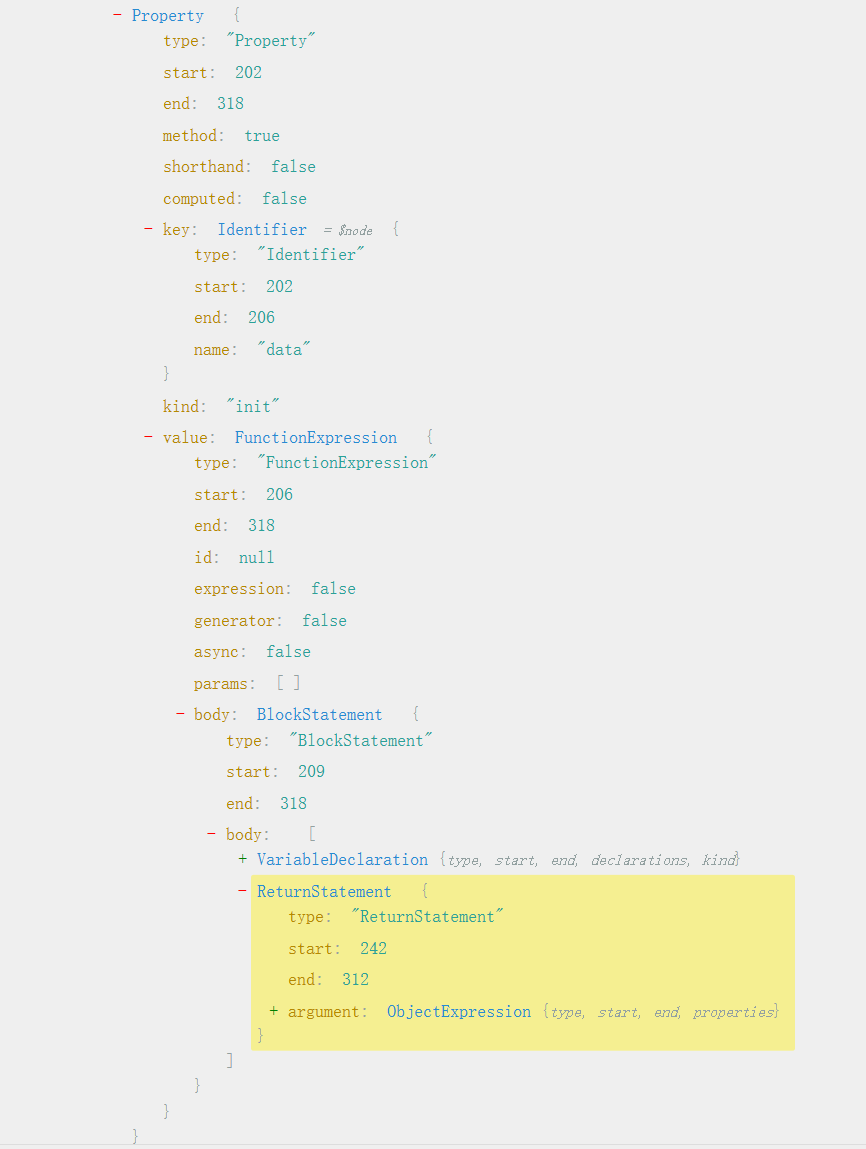 - Property {
type: "Property"
start: 202
end: 318
method: true
shorthand: false
computed: false
- key: Identifier = $node {
type: "Identifier"
start: 202
end: 206
name: "data"
}
kind: "init"
- value: FunctionExpression {
type: "FunctionExpression"
start: 206
end: 318
id: null
expression: false
generator: false
async: false
params: [ ]
- body: BlockStatement {
type: "BlockStatement"
start: 209
end: 318
- body: [
+ VariableDeclaration {type, start, end, declarations, kind}
- ReturnStatement {
type: "ReturnStatement"
start: 242
end: 312
+ argument: ObjectExpression {type, start, end, properties}
}
]
}
}
}